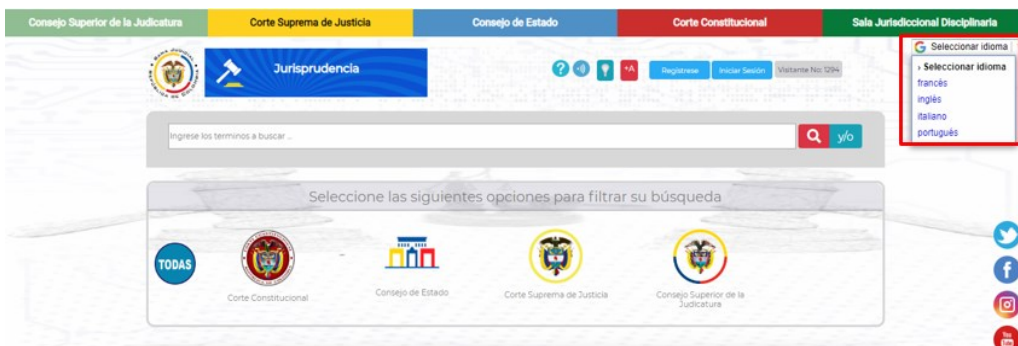 Consejo Superior de la Judicatura
Corte Suprema de Justicia
Consejo de Estado
Corte Constitucional
Sala Jurisdiccional Disciplinaria
Jurisprudencia
?
+A
Regístrese
Iniciar Sesión
Visitante No: 1294
Seleccionar idioma
› Seleccionar idioma
francés
inglés
italiano
portugués
Ingrese los terminos a buscar ...
y/o
Seleccione las siguientes opciones para filtrar su búsqueda
TODAS
Corte Constitucional
Consejo de Estado
Corte Suprema de Justicia
Consejo Superior de la
Judicatura
You
Tube